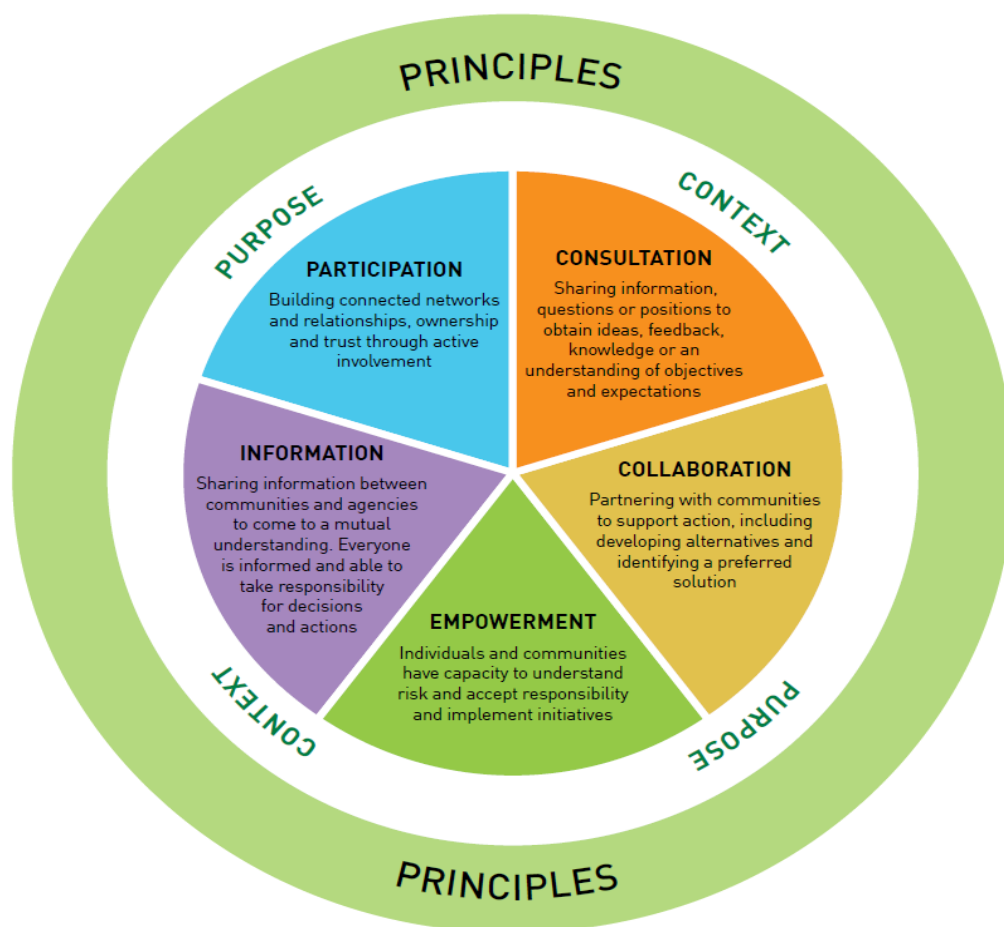 PRINCIPLES
PURPOSE
CONTEXT
PARTICIPATION
Building connected networks
and relationships, ownership
and trust through active
involvement
CONSULTATION
Sharing information,
questions or positions to
obtain ideas, feedback,
knowledge or an
understanding of objectives
and expectations
INFORMATION
Sharing information between
communities and agencies
to come to a mutual
understanding. Everyone
is informed and able to
take responsibility
for decisions
and actions
COLLABORATION
Partnering with communities
to support action, including
developing alternatives and
identifying a preferred
solution
EMPOWERMENT
Individuals and communities
have capacity to understand
risk and accept responsibility
and implement initiatives
CONTEXT
PURPOSE
PRINCIPLES